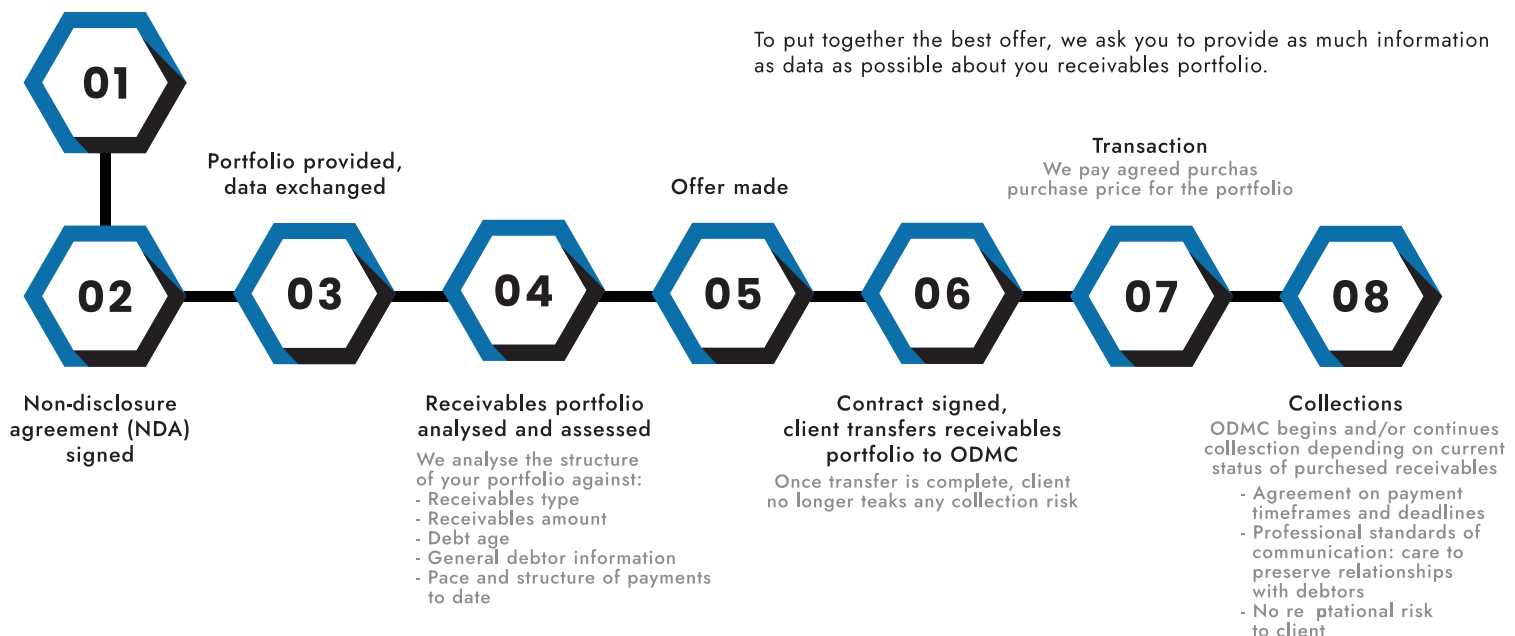 To put together the best offer, we ask you to provide as much information
as data as possible about you receivables portfolio.
01
02
Non-disclosure
agreement (NDA)
signed
Portfolio provided,
data exchanged
03
04
Receivables portfolio
analysed and assessed
We analyse the structure
of your portfolio against:
- Receivables type
- Receivables amount
- Debt age
- General debtor information
- Pace and structure of payments
to date
Offer made
05
06
Contract signed,
client transfers receivables
portfolio to ODMC
Once transfer is complete, client
no longer teaks any collection risk
Transaction
We pay agreed purchas
purchase price for the portfolio
07
08
Collections
ODMC begins and/or continues
collesction depending on current
status of purchesed receivables
- Agreement on payment
timeframes and deadlines
- Professional standards of
communication: care to
preserve relationships
with debtors
- No re ptational risk
to client